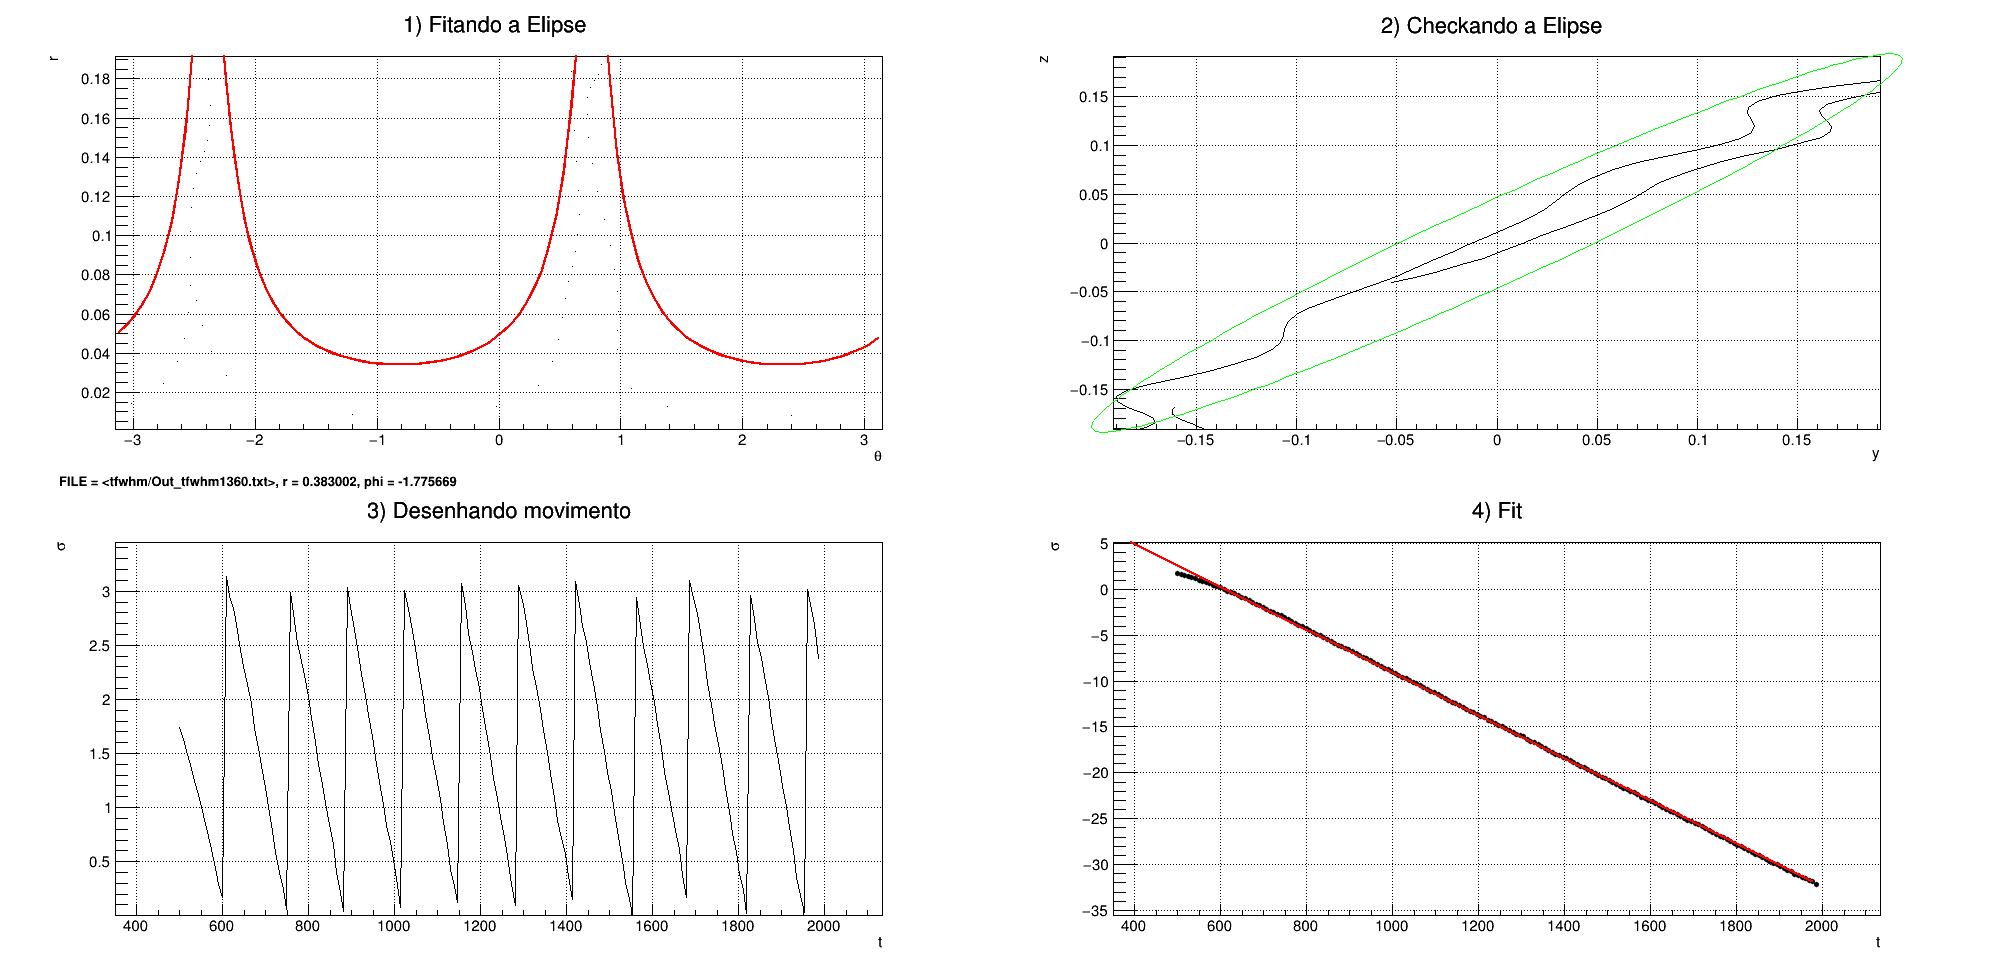 1) Fitando a Elipse
r
0.18
0.16
0.14
0.12
0.1
0.08
0.06
0.04
0.02
−3 −2 −1 0 1 2 3
θ
2) Checkando a Elipse
z
0.15
0.1
0.05
0
−0.05
−0.1
−0.15
−0.15 −0.1 −0.05 0 0.05 0.1 0.15
y
FILE = <tfwhm/Out_tfwhm1360.txt>, r = 0.383002, phi = -1.775669
3) Desenhando movimento
σ
3
2.5
2
1.5
1
0.5
400 600 800 1000 1200 1400 1600 1800 2000
t
4) Fit
σ
5
0
−5
−10
−15
−20
−25
−30
−35
400 600 800 1000 1200 1400 1600 1800 2000
t